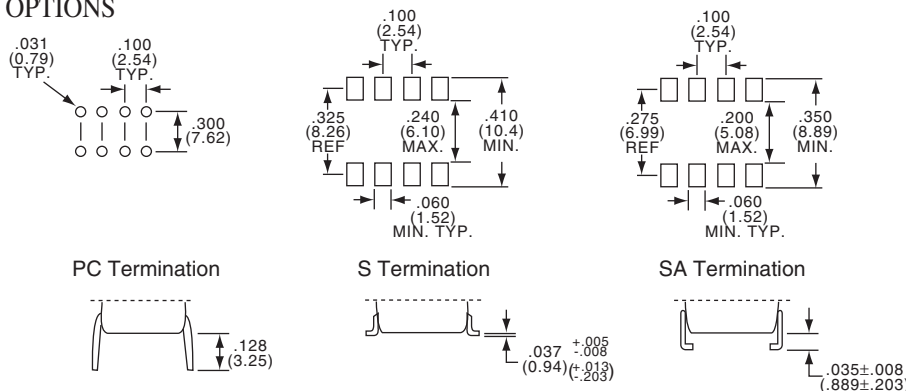 OPTIONS
.031
(0.79)
TYP.
.100
(2.54)
TYP.
.300
(7.62)
.100
(2.54)
TYP.
.325
(8.26)
REF
.240
(6.10)
MAX.
.410
(10.4)
MIN.
.060
(1.52)
MIN. TYP.
.100
(2.54)
TYP.
.275
(6.99)
REF
.200
(5.08)
MAX.
.350
(8.89)
MIN.
.060
(1.52)
MIN. TYP.
PC Termination
S Termination
SA Termination
.128
(3.25)
.037 +.005 -.008
(0.94) (+.013 -.203)
.035±.008
(.889±.203)